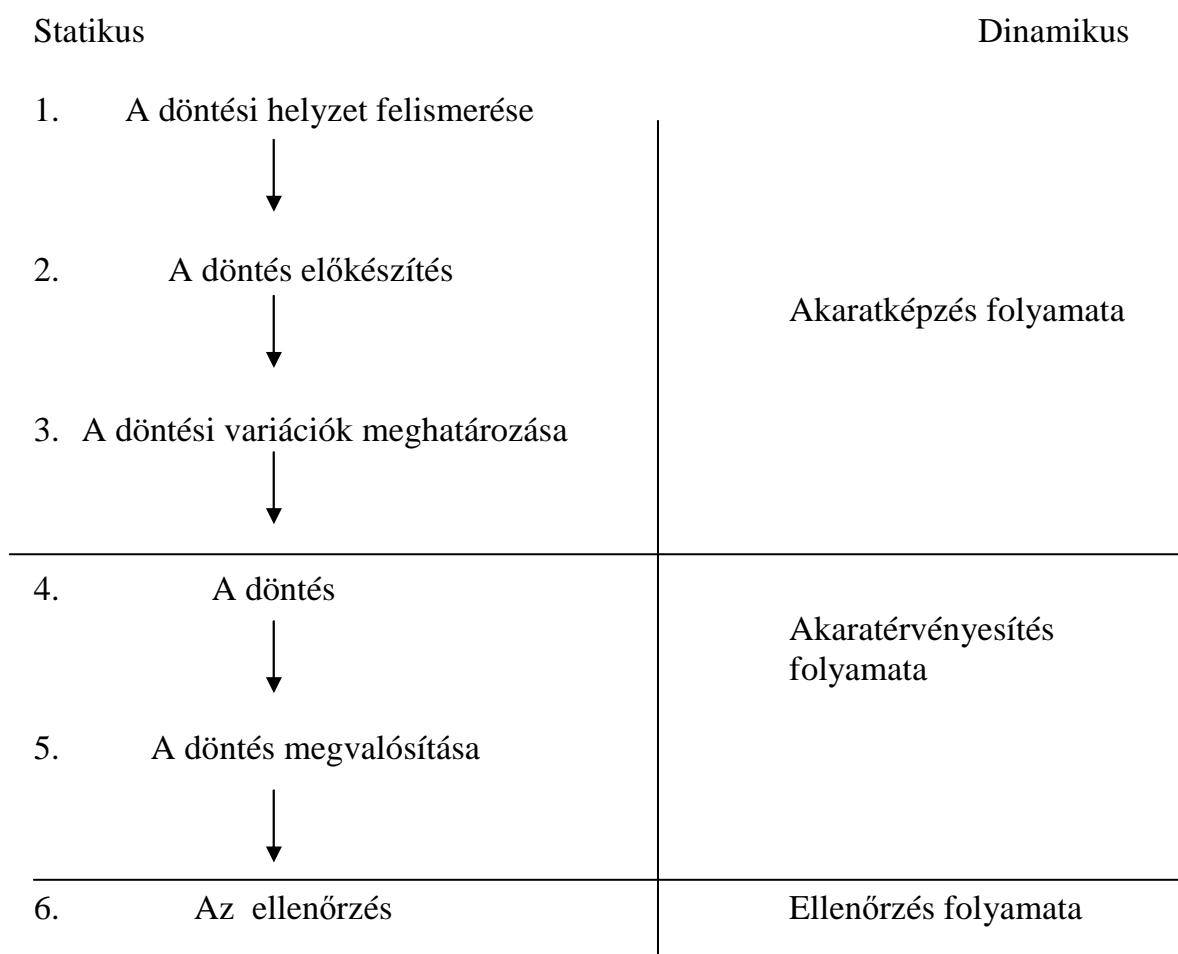 Statikus Dinamikus
1. A döntési helyzet felismerése
2. A döntés előkészítés
Akaratképzés folyamata
3. A döntési variációk meghatározása
4. A döntés
Akaratérvényesítés
folyamata
5. A döntés megvalósítása
6. Az ellenőrzés Ellenőrzés folyamata